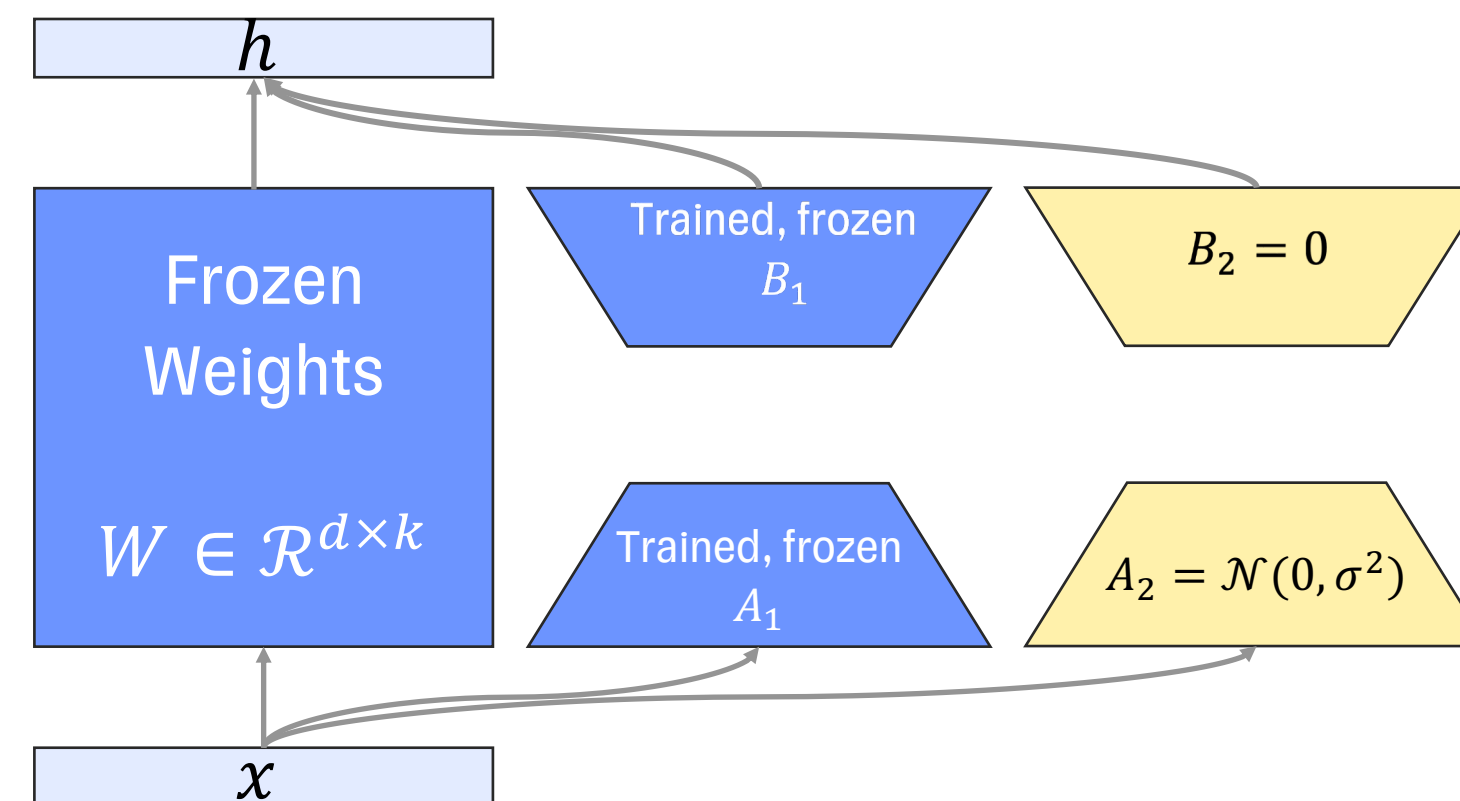 h
Frozen
Weights
W ∈ ℛ^{d×k}
Trained, frozen
B₁
B₂ = 0
Trained, frozen
A₁
A₂ = 𝒩(0, σ²)
x